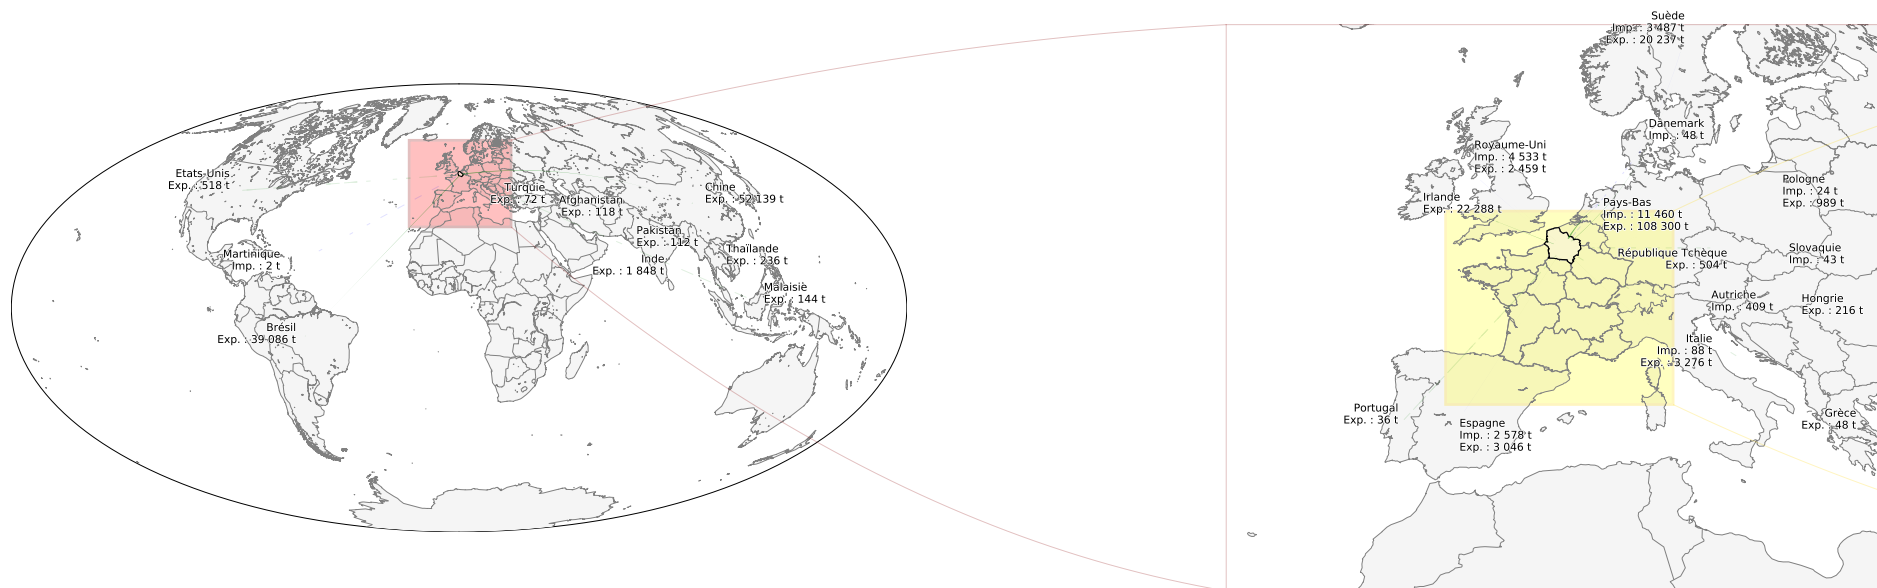 Etats-Unis
Exp. : 518 t
Martinique
Imp. : 2 t
Brésil
Exp. : 39 086 t
Turquie
Exp. : 72 t
Afghanistan
Exp. : 118 t
Chine
Exp. : 52 139 t
Pakistan
Exp. : 112 t
Inde
Exp. : 1 848 t
Thaïlande
Exp. : 236 t
Malaisie
Exp. : 144 t
Suède
Imp. : 3 487 t
Exp. : 20 237 t
Danemark
Imp. : 48 t
Royaume-Uni
Imp. : 4 533 t
Exp. : 2 459 t
Irlande
Exp. : 22 288 t
Pologne
Imp. : 24 t
Exp. : 989 t
Pays-Bas
Imp. : 11 460 t
Exp. : 108 300 t
République Tchèque
Exp. : 504 t
Slovaquie
Imp. : 43 t
Autriche
Imp. : 409 t
Hongrie
Exp. : 216 t
Italie
Imp. : 88 t
Exp. : 3 276 t
Portugal
Exp. : 36 t
Espagne
Imp. : 2 578 t
Exp. : 3 046 t
Grèce
Exp. : 48 t